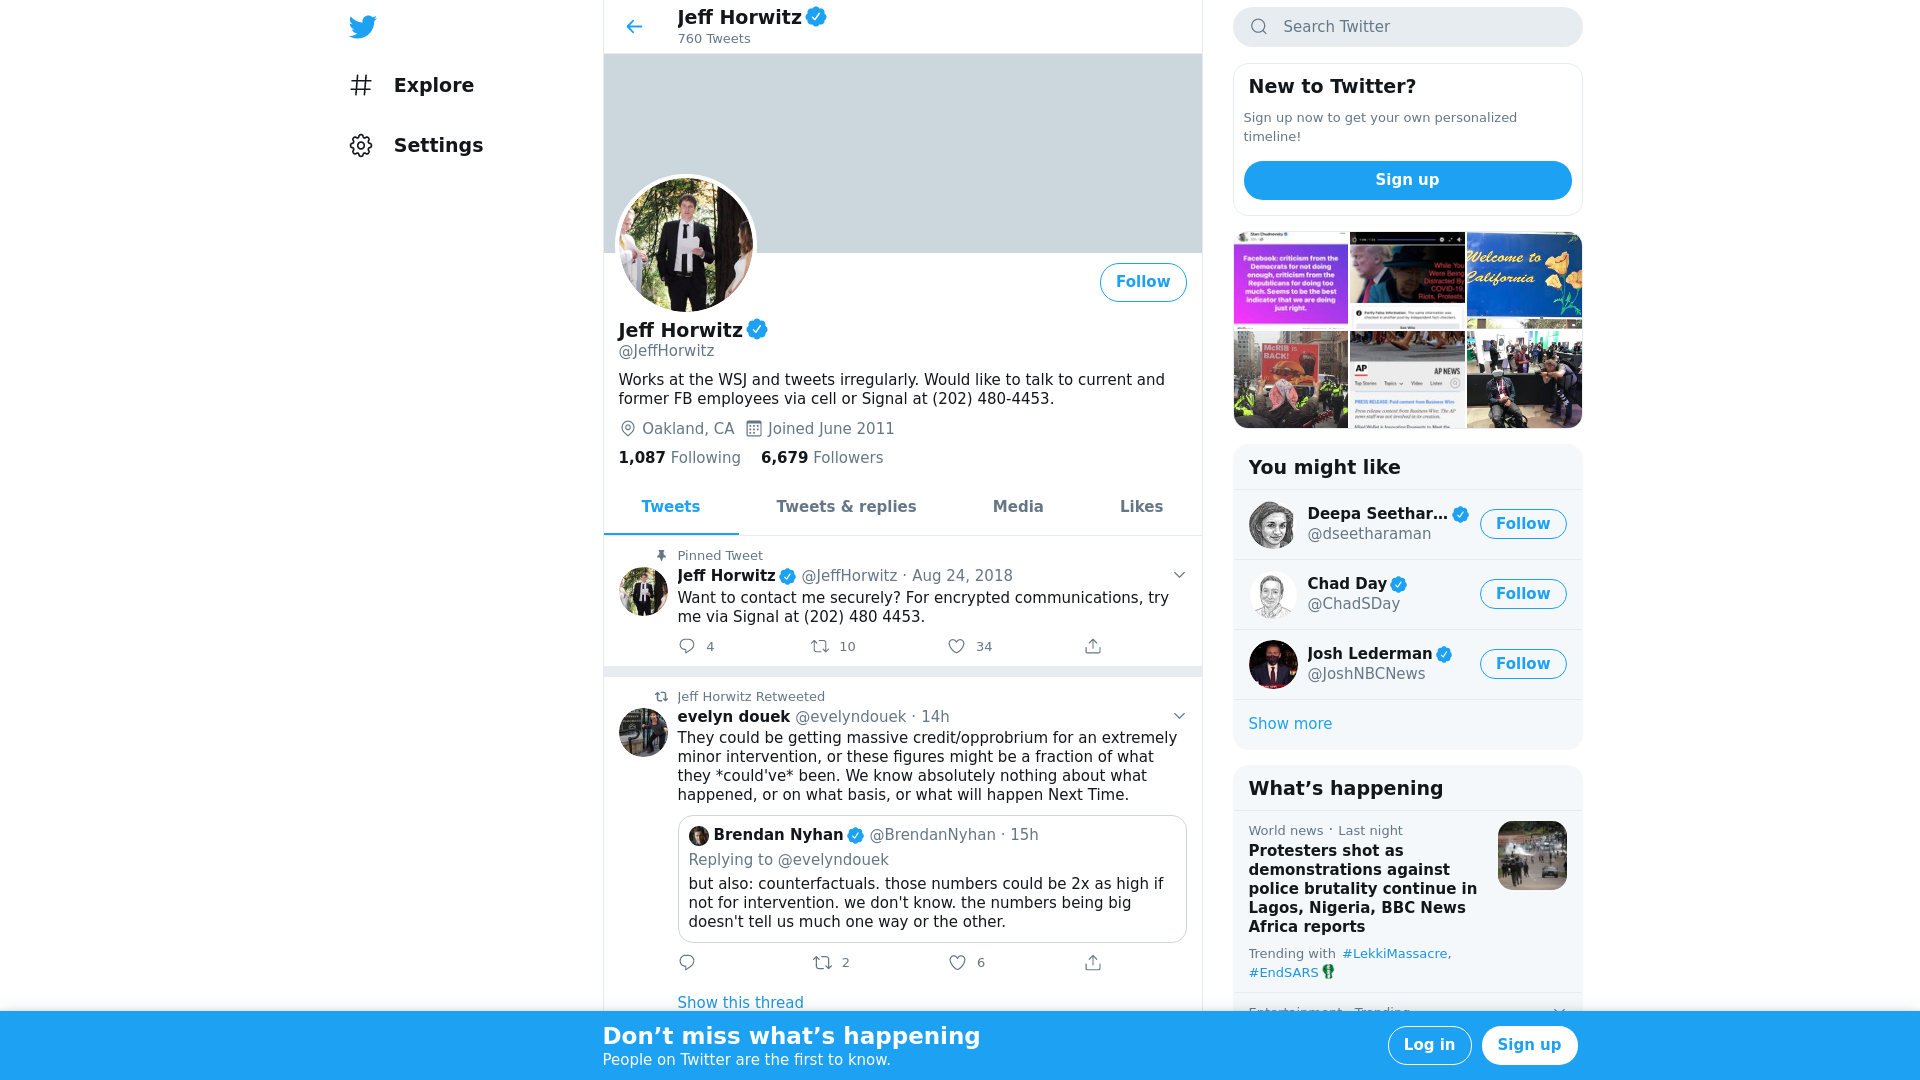 Explore
Settings
Jeff Horwitz
760 Tweets
Follow
Jeff Horwitz
@JeffHorwitz
Works at the WSJ and tweets irregularly. Would like to talk to current and
former FB employees via cell or Signal at (202) 480-4453.
Oakland, CA Joined June 2011
1,087 Following 6,679 Followers
Tweets Tweets & replies Media Likes
Pinned Tweet
Jeff Horwitz @JeffHorwitz · Aug 24, 2018
Want to contact me securely? For encrypted communications, try
me via Signal at (202) 480 4453.
4 10 34
Jeff Horwitz Retweeted
evelyn douek @evelyndouek · 14h
They could be getting massive credit/opprobrium for an extremely
minor intervention, or these figures might be a fraction of what
they *could've* been. We know absolutely nothing about what
happened, or on what basis, or what will happen Next Time.
Brendan Nyhan @BrendanNyhan · 15h
Replying to @evelyndouek
but also: counterfactuals. those numbers could be 2x as high if
not for intervention. we don't know. the numbers being big
doesn't tell us much one way or the other.
2 6
Show this thread
Search Twitter
New to Twitter?
Sign up now to get your own personalized
timeline!
Sign up
Facebook: criticism from the
Democrats for not doing
enough, criticism from the
Republicans for doing too
much. Seems to be the best
indicator that we are doing
just right.
While You
Were Being
Distracted By
COVID-19,
Riots, Protests,
Welcome to
California
McRIB is
BACK!
AP
AP NEWS
Top Stories Topics Video Listen
PRESS RELEASE: Paid content from Business Wire
You might like
Deepa Seethar...
@dseetharaman
Follow
Chad Day
@ChadSDay
Follow
Josh Lederman
@JoshNBCNews
Follow
Show more
What’s happening
World news · Last night
Protesters shot as
demonstrations against
police brutality continue in
Lagos, Nigeria, BBC News
Africa reports
Trending with #LekkiMassacre,
#EndSARS
Entertainment · Trending
Don’t miss what’s happening
People on Twitter are the first to know.
Log in
Sign up